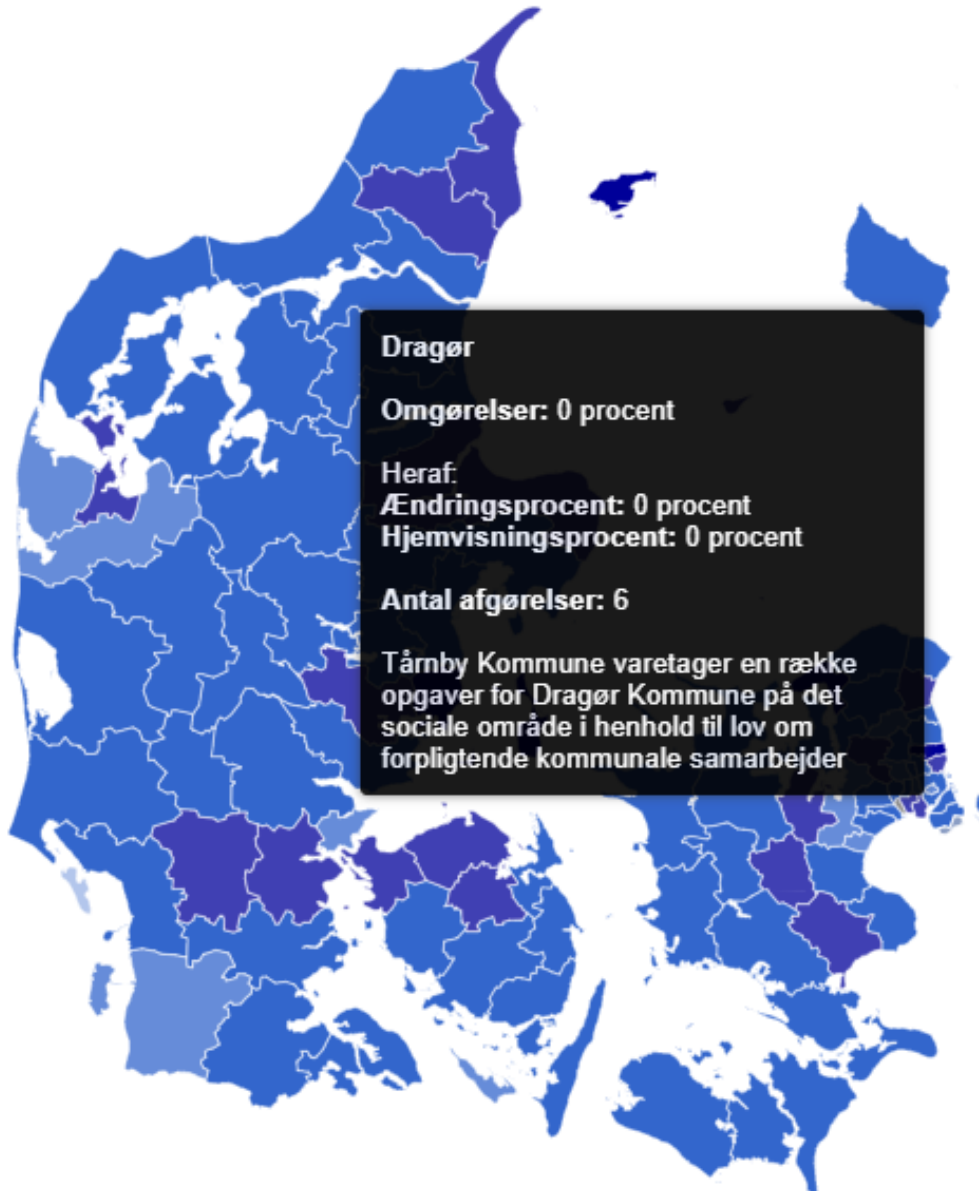 Dragør
Omgørelser: 0 procent
Heraf:
Ændringsprocent: 0 procent
Hjemvisningsprocent: 0 procent
Antal afgørelser: 6
Tårnby Kommune varetager en række
opgaver for Dragør Kommune på det
sociale område i henhold til lov om
forpligtende kommunale samarbejder